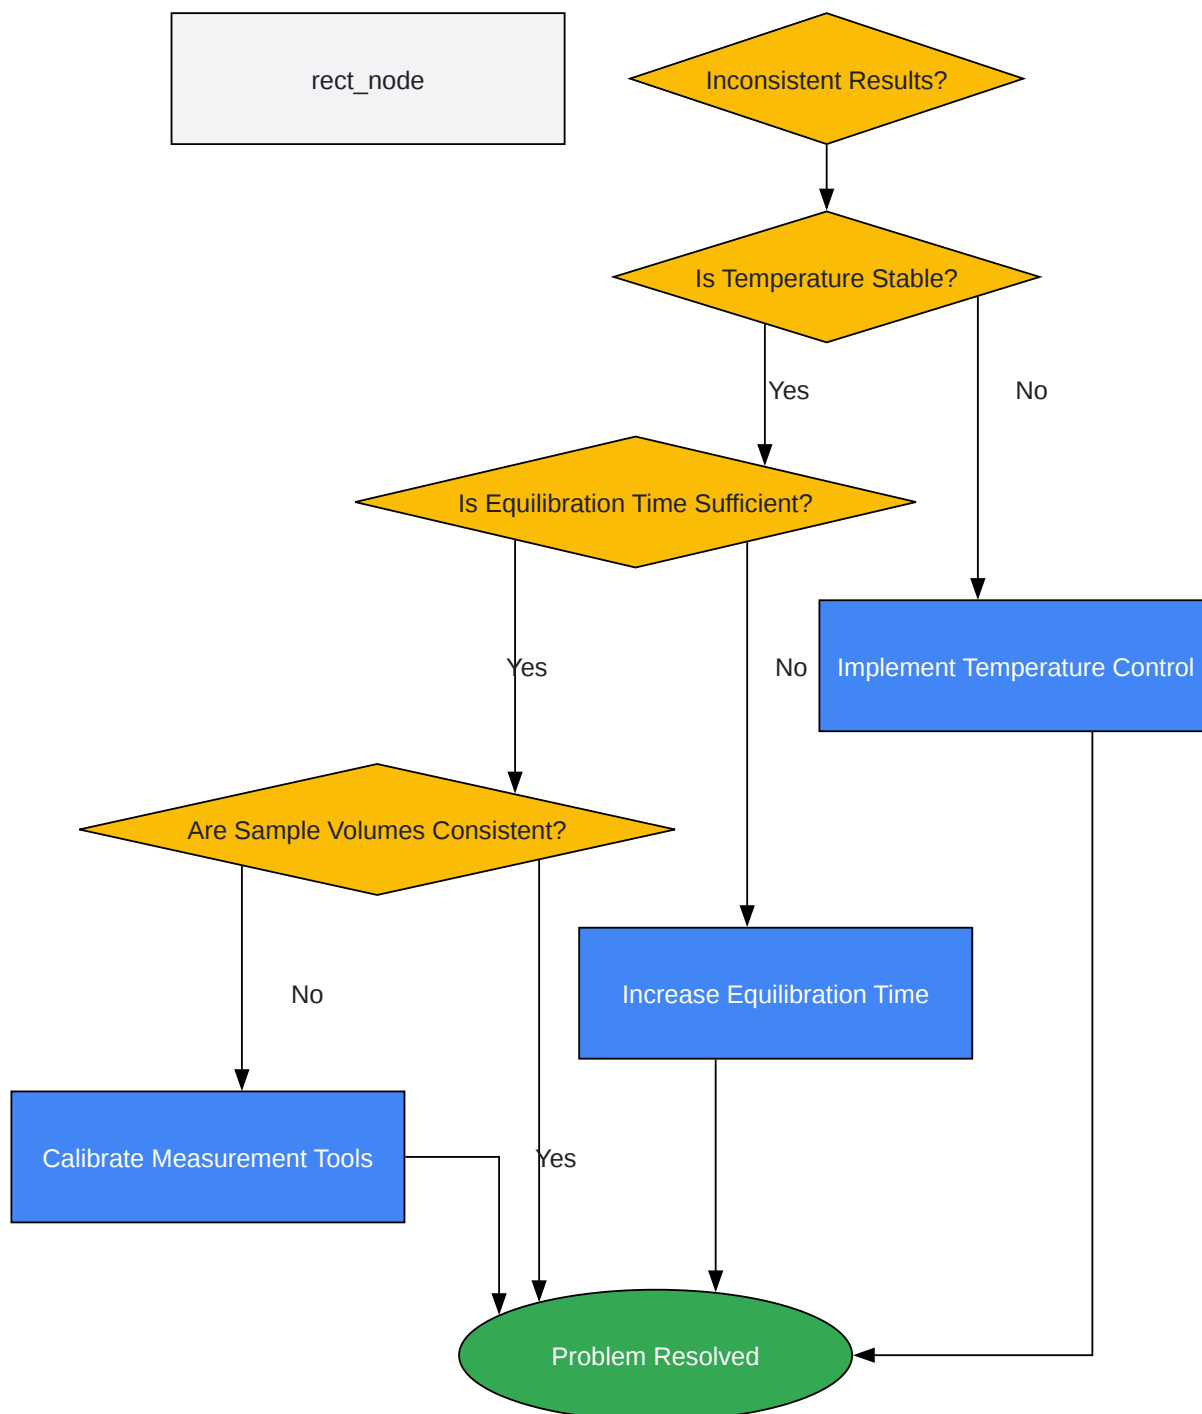 rect_node
Inconsistent Results?
Is Temperature Stable?
Yes
No
Is Equilibration Time Sufficient?
Yes
No
Implement Temperature Control
Are Sample Volumes Consistent?
No
Increase Equilibration Time
Calibrate Measurement Tools
Yes
Problem Resolved